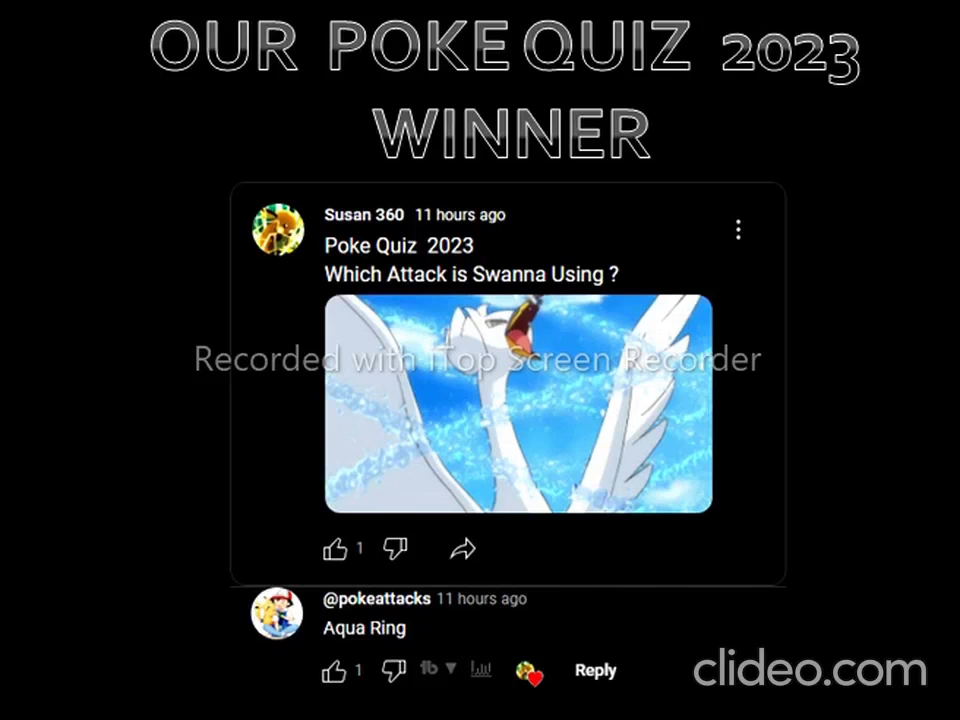 OUR POKE QUIZ 2023
WINNER
Susan 360 11 hours ago
Poke Quiz 2023
Which Attack is Swanna Using ?
Recorded with iTop Screen Recorder
1
@pokeattacks 11 hours ago
Aqua Ring
1 Reply
clideo.com